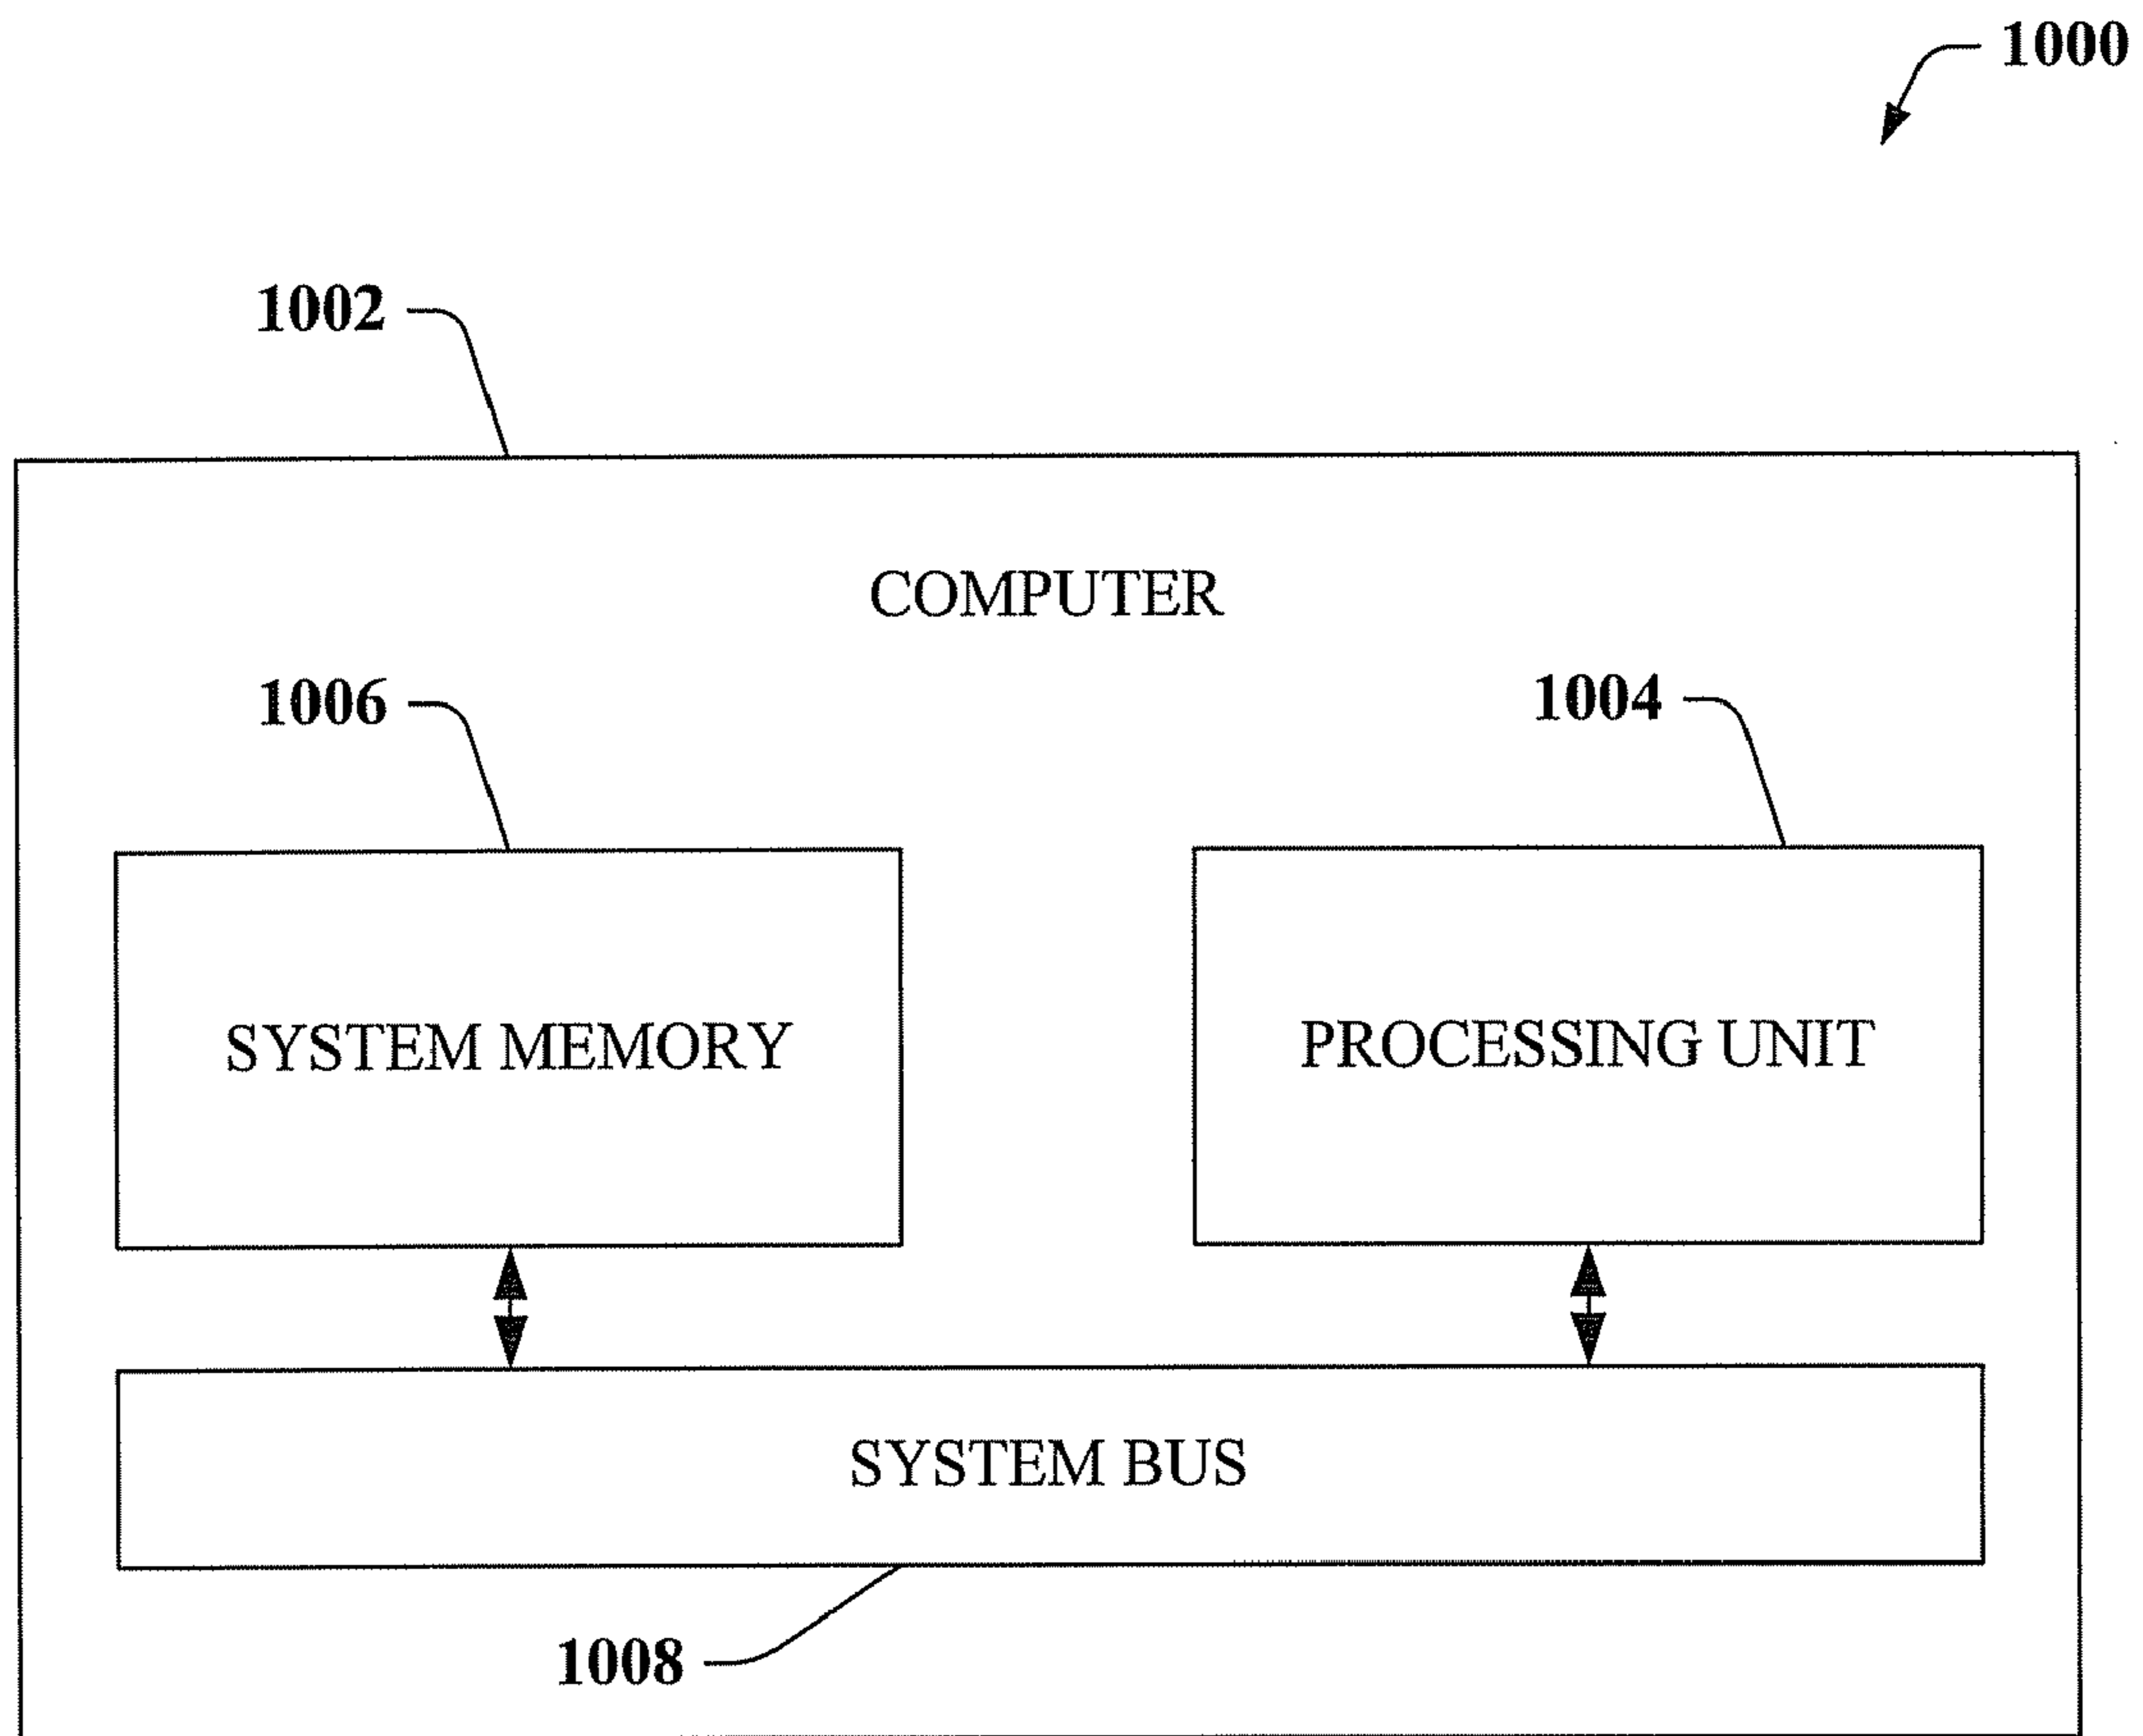 1000
1002
COMPUTER
1006
1004
SYSTEM MEMORY
PROCESSING UNIT
SYSTEM BUS
1008